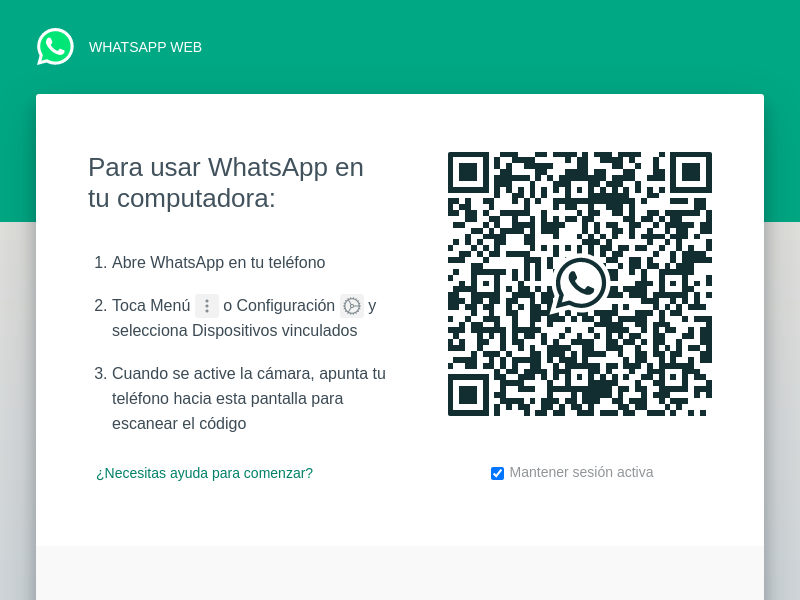 WHATSAPP WEB
Para usar WhatsApp en
tu computadora:
1. Abre WhatsApp en tu teléfono
2. Toca Menú o Configuración y
selecciona Dispositivos vinculados
3. Cuando se active la cámara, apunta tu
teléfono hacia esta pantalla para
escanear el código
¿Necesitas ayuda para comenzar?
Mantener sesión activa